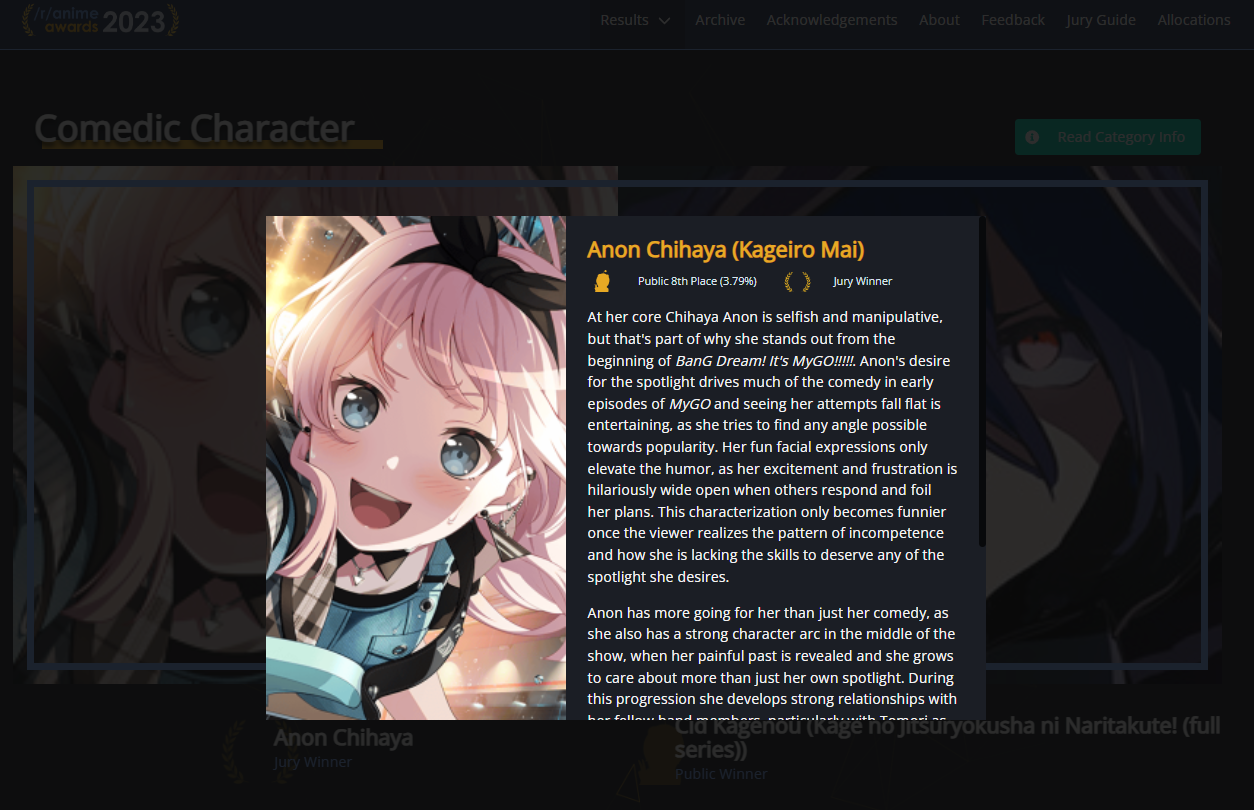 /r/anime
awards 2023
Results Archive Acknowledgements About Feedback Jury Guide Allocations
Comedic Character
Read Category Info
Anon Chihaya (Kageiro Mai)
Public 8th Place (3.79%) Jury Winner
At her core Chihaya Anon is selfish and manipulative,
but that's part of why she stands out from the
beginning of BanG Dream! It's MyGO!!!!!. Anon's desire
for the spotlight drives much of the comedy in early
episodes of MyGO and seeing her attempts fall flat is
entertaining, as she tries to find any angle possible
towards popularity. Her fun facial expressions only
elevate the humor, as her excitement and frustration is
hilariously wide open when others respond and foil
her plans. This characterization only becomes funnier
once the viewer realizes the pattern of incompetence
and how she is lacking the skills to deserve any of the
spotlight she desires.
Anon has more going for her than just her comedy, as
she also has a strong character arc in the middle of the
show, when her painful past is revealed and she grows
to care about more than just her own spotlight. During
this progression she develops strong relationships with
her fellow band members, particularly with Tomori as
Anon Chihaya
Jury Winner
Cid Kagenou (Kage no Jitsuryokusha ni Naritakute! (full
series))
Public Winner